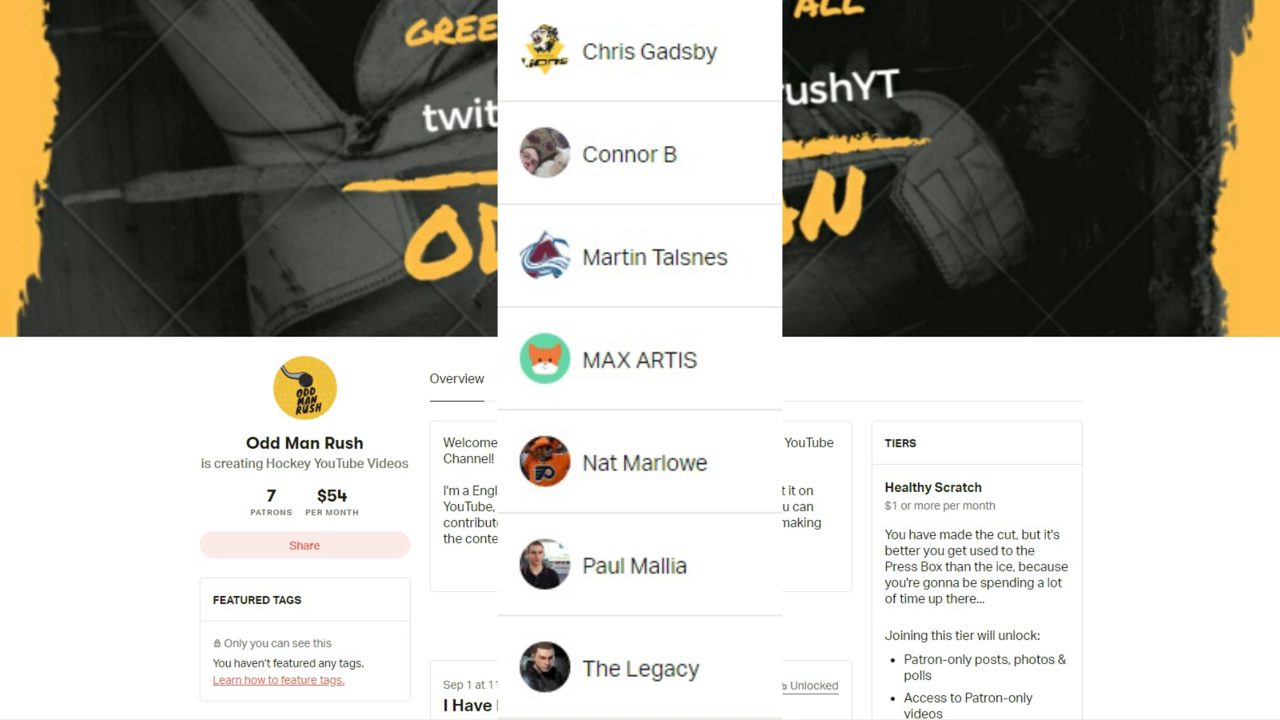 GREE
ALL
twit
rushYT
OD
AN
Chris Gadsby
Connor B
Martin Talsnes
MAX ARTIS
Nat Marlowe
Paul Mallia
The Legacy
LIONS
ODD
MAN
RUSH
Odd Man Rush
is creating Hockey YouTube Videos
7 $54
PATRONS PER MONTH
Share
FEATURED TAGS
Only you can see this
You haven't featured any tags.
Learn how to feature tags.
Overview
Welcome YouTube
Channel!
I'm a Engl t it on
YouTube, u can
contribut making
the conte
Sep 1 at 11 Unlocked
I Have
TIERS
Healthy Scratch
$1 or more per month
You have made the cut, but it's
better you get used to the
Press Box than the ice, because
you're gonna be spending a lot
of time up there...
Joining this tier will unlock:
• Patron-only posts, photos &
polls
• Access to Patron-only
videos